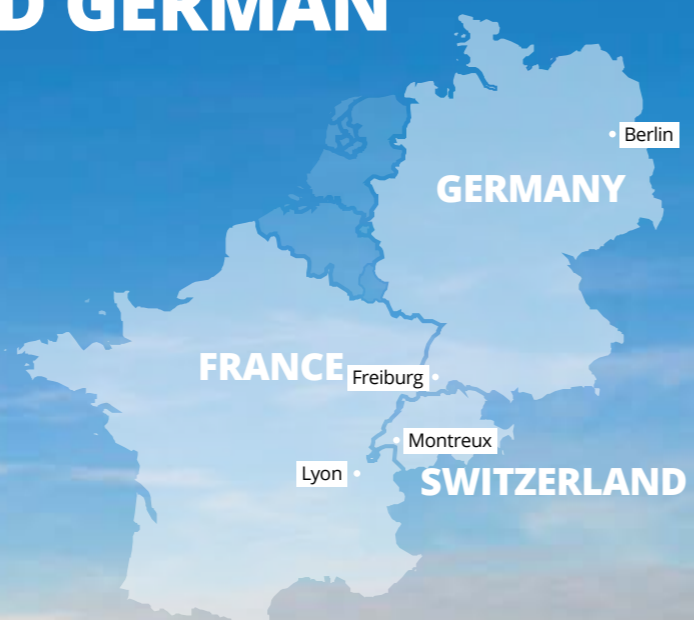 D GERMAN
Berlin
GERMANY
FRANCE
Freiburg
Montreux
Lyon
SWITZERLAND